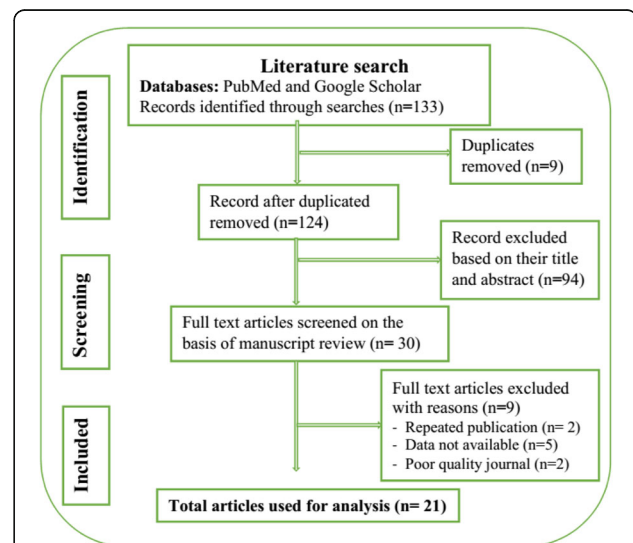 Literature search
Databases: PubMed and Google Scholar
Records identified through searches (n=133)
Identification
Duplicates
removed (n=9)
Record after duplicated
removed (n=124)
Record excluded
based on their title
and abstract (n=94)
Screening
Full text articles screened on the
basis of manuscript review (n= 30)
Full text articles excluded
with reasons (n=9)
- Repeated publication (n= 2)
- Data not available (n=5)
- Poor quality journal (n=2)
Included
Total articles used for analysis (n= 21)